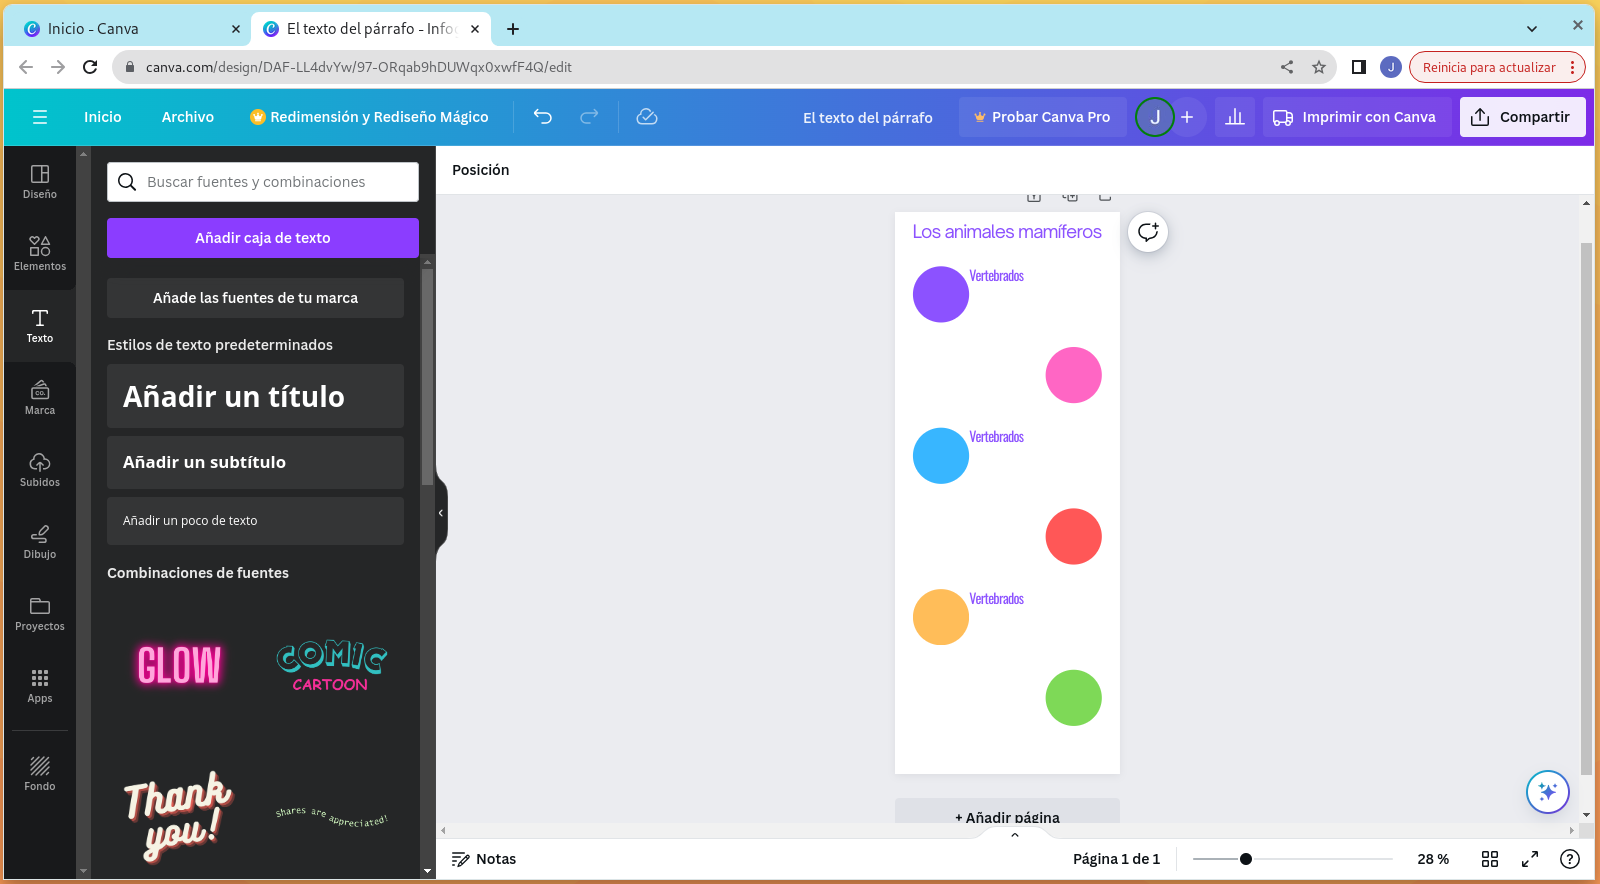 Inicio - Canva
El texto del párrafo - Info
canva.com/design/DAF-LL4dvYw/97-ORqab9hDUWqx0xwfF4Q/edit
J
Reinicia para actualizar
Inicio
Archivo
Redimensión y Rediseño Mágico
El texto del párrafo
Probar Canva Pro
J
Imprimir con Canva
Compartir
Diseño
Elementos
Texto
Marca
Subidos
Dibujo
Proyectos
Apps
Fondo
Buscar fuentes y combinaciones
Añadir caja de texto
Añade las fuentes de tu marca
Estilos de texto predeterminados
Añadir un título
Añadir un subtítulo
Añadir un poco de texto
Combinaciones de fuentes
GLOW
COMIC
CARTOON
Thank
you!
Shares are appreciated!
Posición
Los animales mamíferos
Vertebrados
Vertebrados
Vertebrados
+ Añadir página
Notas
Página 1 de 1
28 %